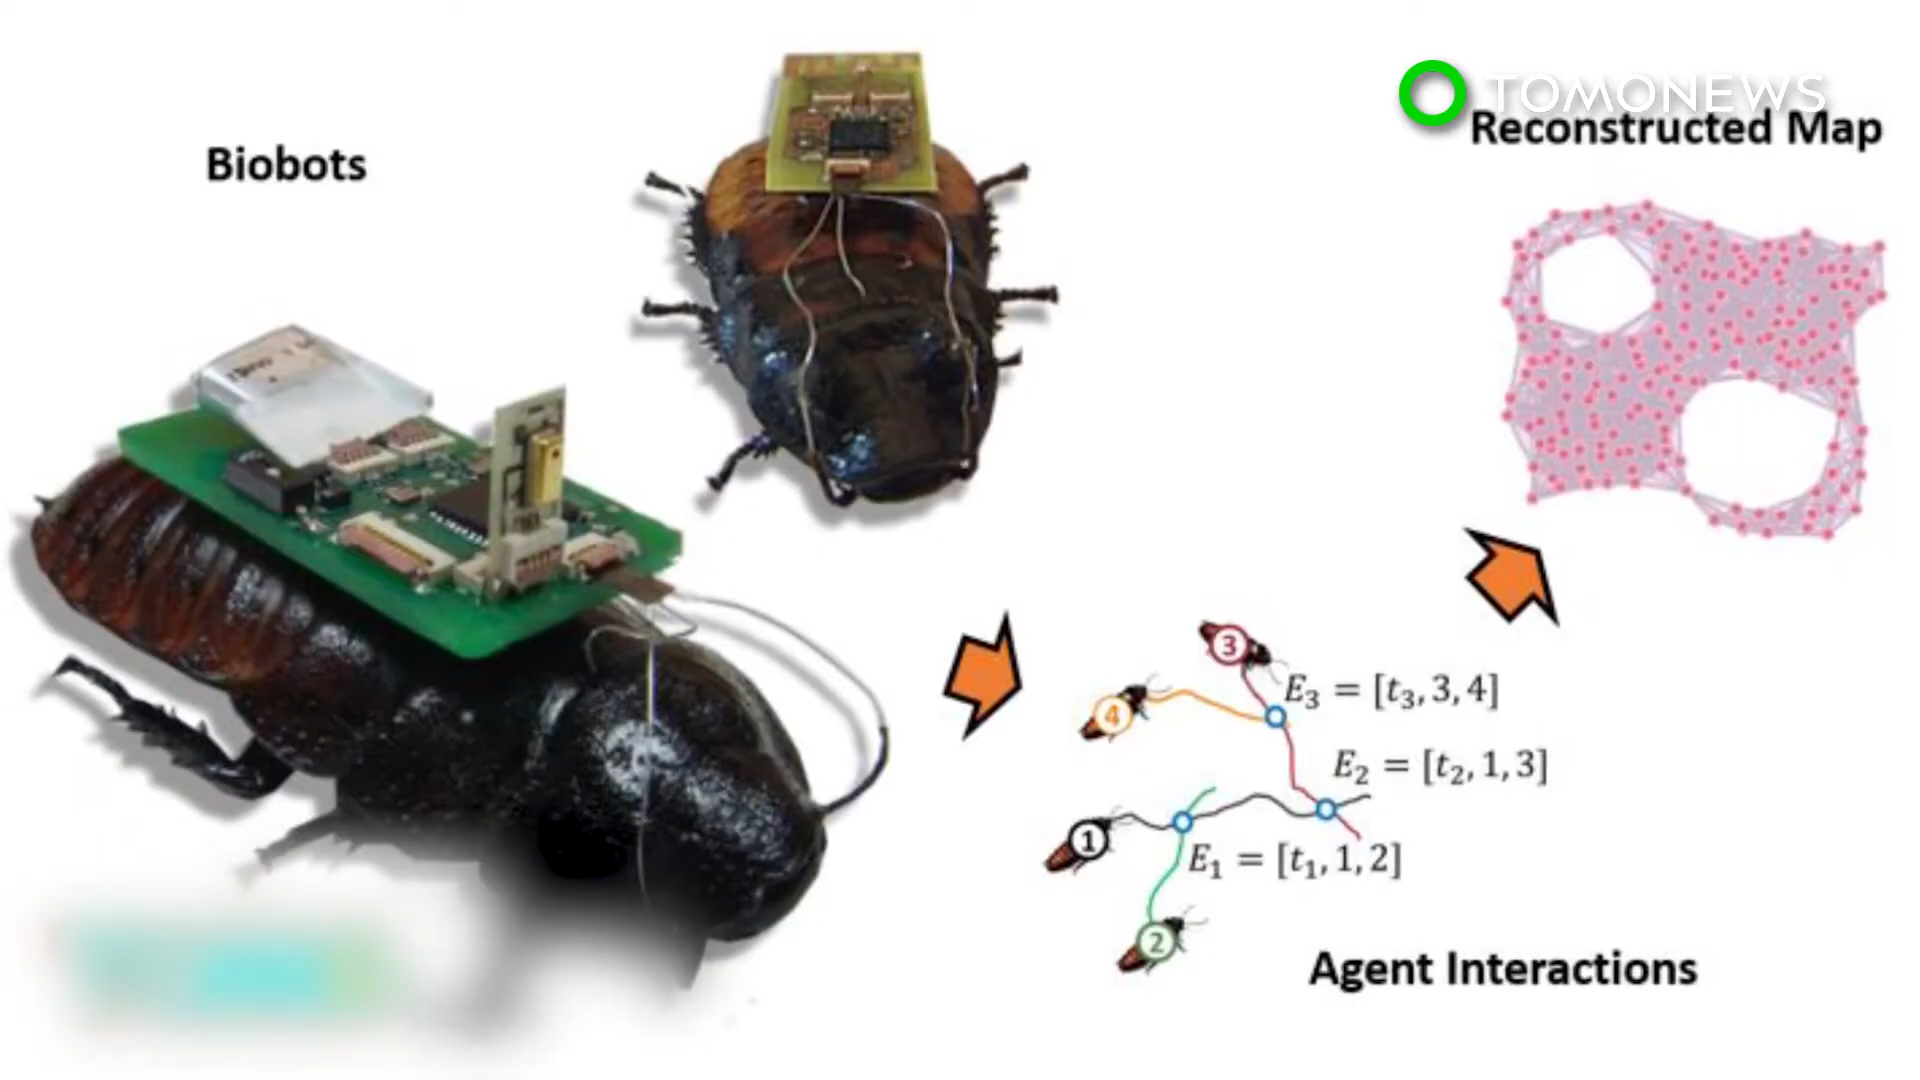 TOMONEWS
Biobots
Reconstructed Map
3
E₃ = [t₃, 3, 4]
4
E₂ = [t₂, 1, 3]
1
E₁ = [t₁, 1, 2]
2
Agent Interactions